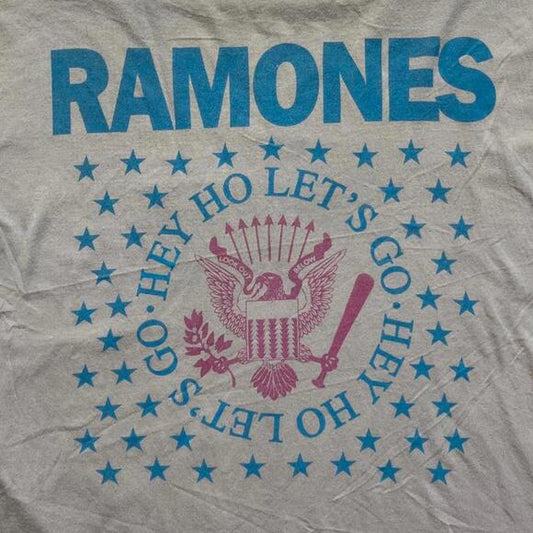 RAMONES
HEY HO LET'S GO · HEY HO LET'S GO ·
LOOK OUT BELOW